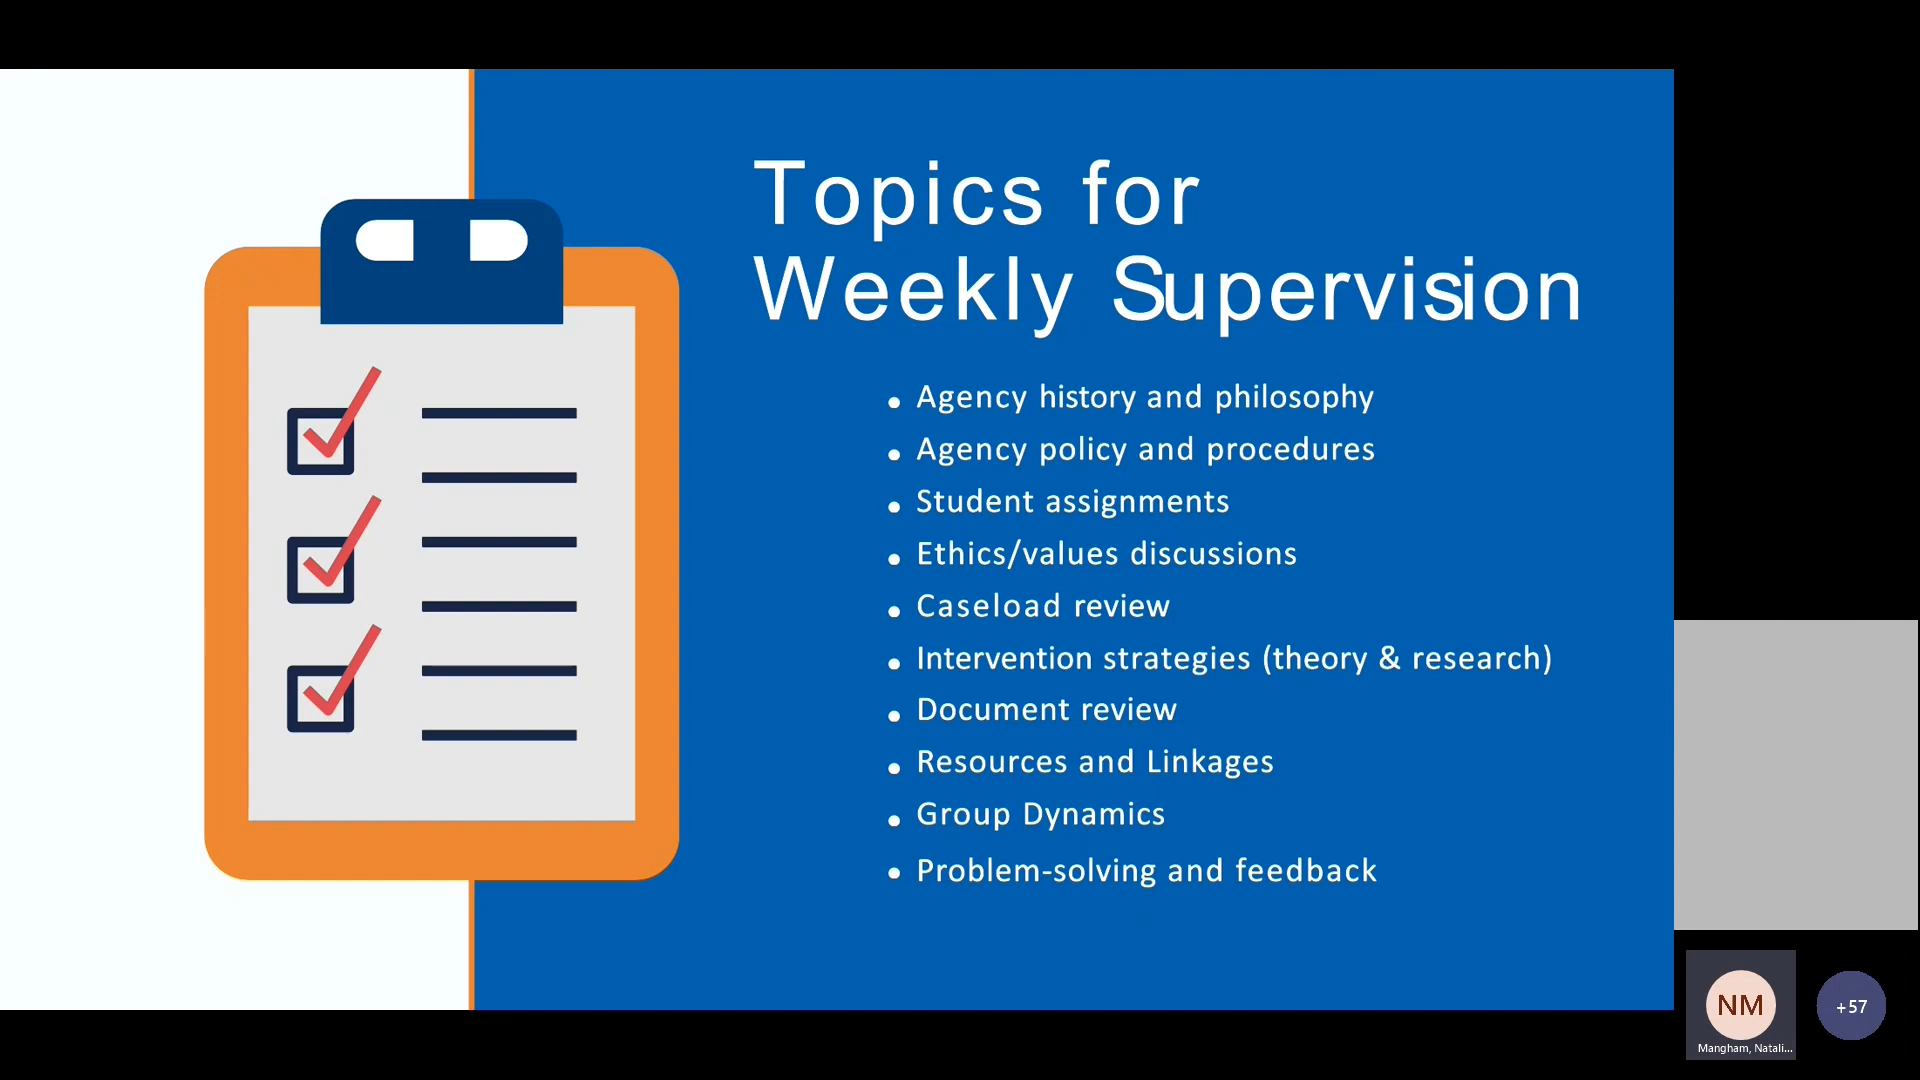 Topics for
Weekly Supervision
• Agency history and philosophy
• Agency policy and procedures
• Student assignments
• Ethics/values discussions
• Caseload review
• Intervention strategies (theory & research)
• Document review
• Resources and Linkages
• Group Dynamics
• Problem-solving and feedback
NM
Mangham, Natali...
+57